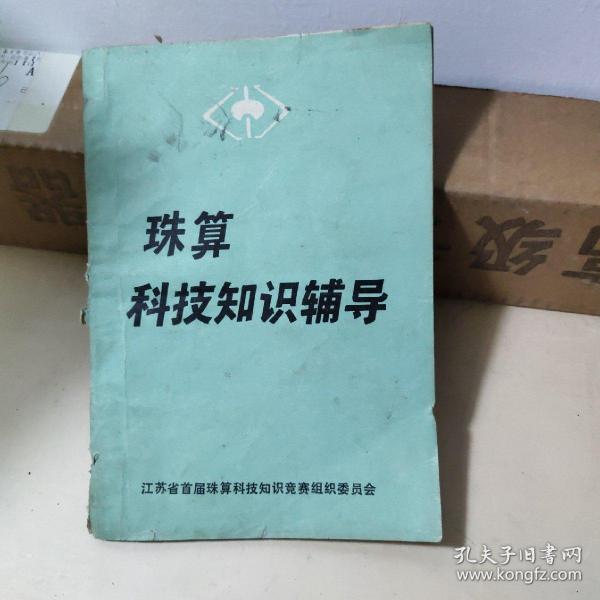 珠算
科技知识辅导
江苏省首届珠算科技知识竞赛组织委员会
级
孔夫子旧书网
www.kongfz.com